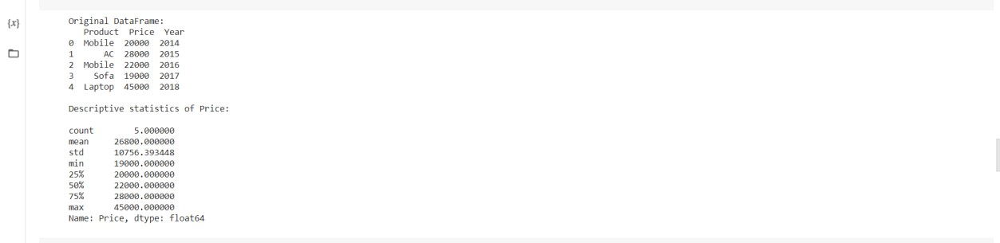 {x}
Original DataFrame:
   Product  Price  Year
0  Mobile  20000  2014
1      AC  28000  2015
2  Mobile  22000  2016
3    Sofa  19000  2017
4  Laptop  45000  2018
Descriptive statistics of Price:
count        5.000000
mean     26800.000000
std      10756.393448
min      19000.000000
25%      20000.000000
50%      22000.000000
75%      28000.000000
max      45000.000000
Name: Price, dtype: float64